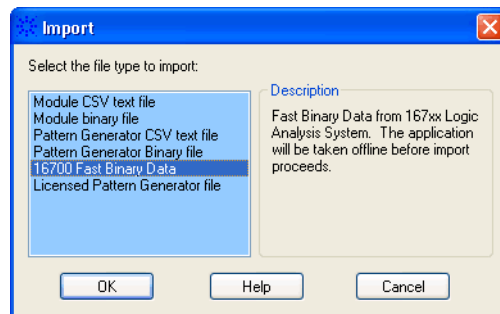 Import
Select the file type to import:
Module CSV text file
Module binary file
Pattern Generator CSV text file
Pattern Generator Binary file
16700 Fast Binary Data
Licensed Pattern Generator file
Description
Fast Binary Data from 167xx Logic
Analysis System. The application
will be taken offline before import
proceeds.
OK
Help
Cancel